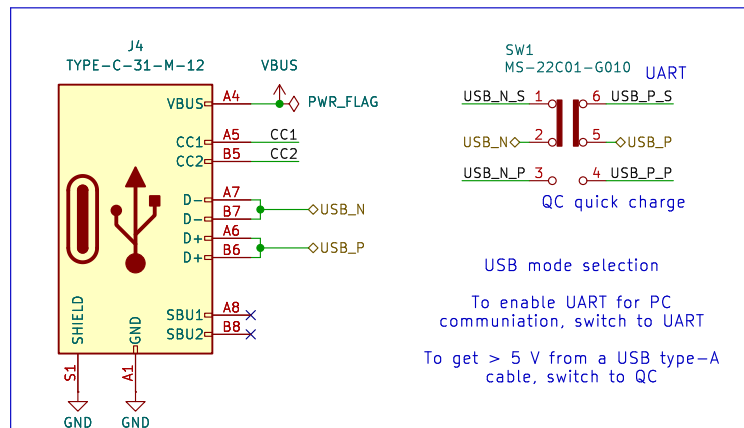 J4
TYPE-C-31-M-12
VBUS
VBUS
A4
PWR_FLAG
CC1
A5
CC1
CC2
B5
CC2
D-
A7
D-
B7
USB_N
D+
A6
D+
B6
USB_P
SBU1
A8
SBU2
B8
SHIELD
GND
S1
A1
GND
GND
SW1
MS-22C01-G010
UART
USB_N_S
1
6
USB_P_S
USB_N
2
5
USB_P
USB_N_P
3
4
USB_P_P
QC quick charge
USB mode selection
To enable UART for PC
communiation, switch to UART
To get > 5 V from a USB type-A
cable, switch to QC